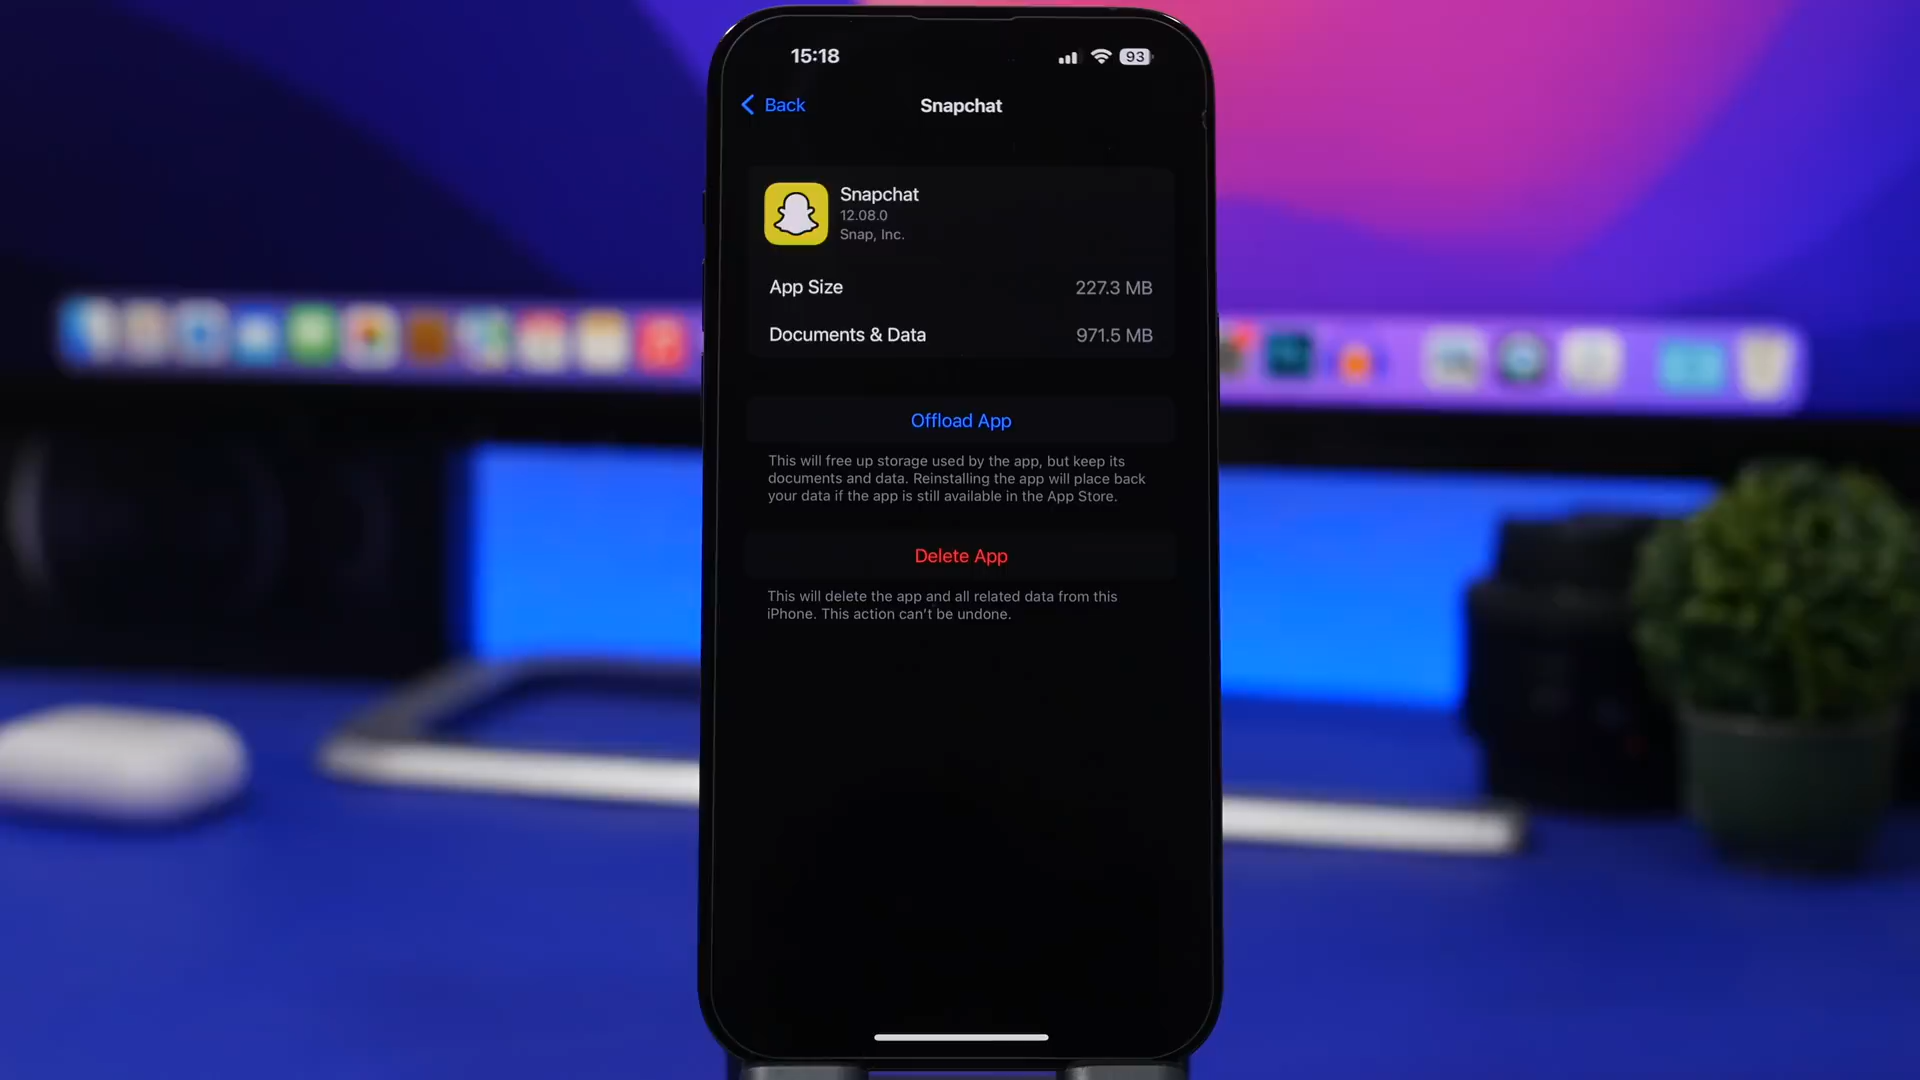 15:18
93
Back
Snapchat
Snapchat
12.08.0
Snap, Inc.
App Size
227.3 MB
Documents & Data
971.5 MB
Offload App
This will free up storage used by the app, but keep its
documents and data. Reinstalling the app will place back
your data if the app is still available in the App Store.
Delete App
This will delete the app and all related data from this
iPhone. This action can't be undone.